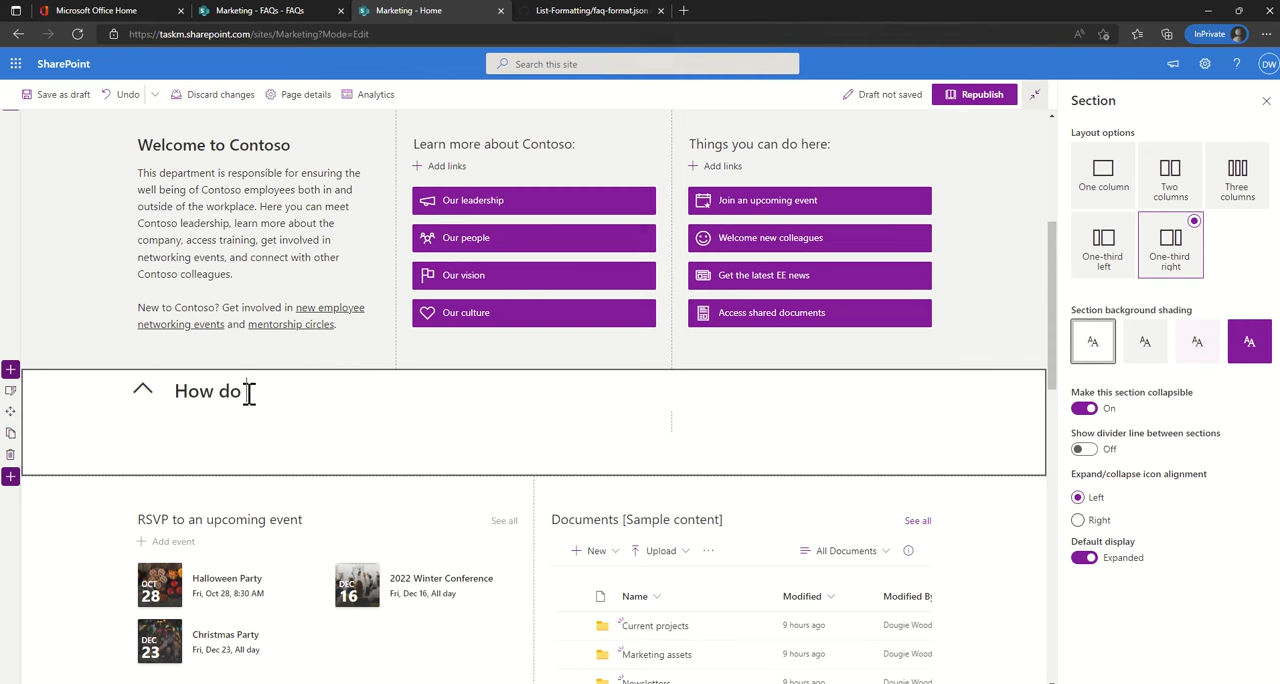 Microsoft Office Home
Marketing - FAQs - FAQs
Marketing - Home
List-Formatting/faq-format.json
https://taskm.sharepoint.com/sites/Marketing?Mode=Edit
InPrivate
SharePoint
Search this site
DW
Save as draft
Undo
Discard changes
Page details
Analytics
Draft not saved
Republish
Welcome to Contoso
This department is responsible for ensuring the
well being of Contoso employees both in and
outside of the workplace. Here you can meet
Contoso leadership, learn more about the
company, access training, get involved in
networking events, and connect with other
Contoso colleagues.
New to Contoso? Get involved in new employee
networking events and mentorship circles.
Learn more about Contoso:
Add links
Our leadership
Our people
Our vision
Our culture
Things you can do here:
Add links
Join an upcoming event
Welcome new colleagues
Get the latest EE news
Access shared documents
How do
RSVP to an upcoming event
See all
Add event
OCT
28
Halloween Party
Fri, Oct 28, 8:30 AM
DEC
16
2022 Winter Conference
Fri, Dec 16, All day
DEC
23
Christmas Party
Fri, Dec 23, All day
Documents [Sample content]
See all
New
Upload
All Documents
Name
Modified
Modified By
Current projects
9 hours ago
Dougie Wood
Marketing assets
9 hours ago
Dougie Wood
Newsletters
9 hours ago
Dougie Wood
Section
Layout options
One column
Two
columns
Three
columns
One-third
left
One-third
right
Section background shading
AA
AA
AA
AA
Make this section collapsible
On
Show divider line between sections
Off
Expand/collapse icon alignment
Left
Right
Default display
Expanded